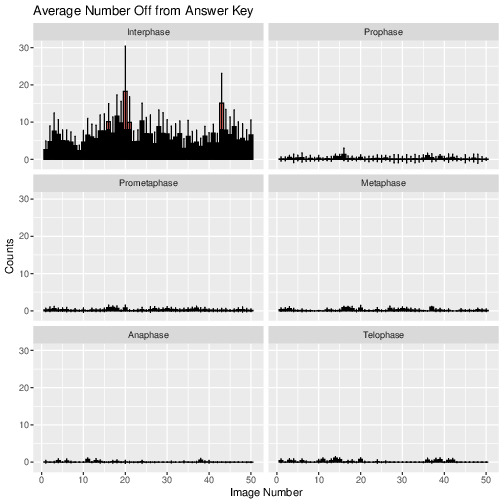 Average Number Off from Answer Key
Interphase
Prophase
30
20
10
0
Prometaphase
Metaphase
30
20
10
0
Counts
Anaphase
Telophase
30
20
10
0
0 10 20 30 40 50
0 10 20 30 40 50
Image Number